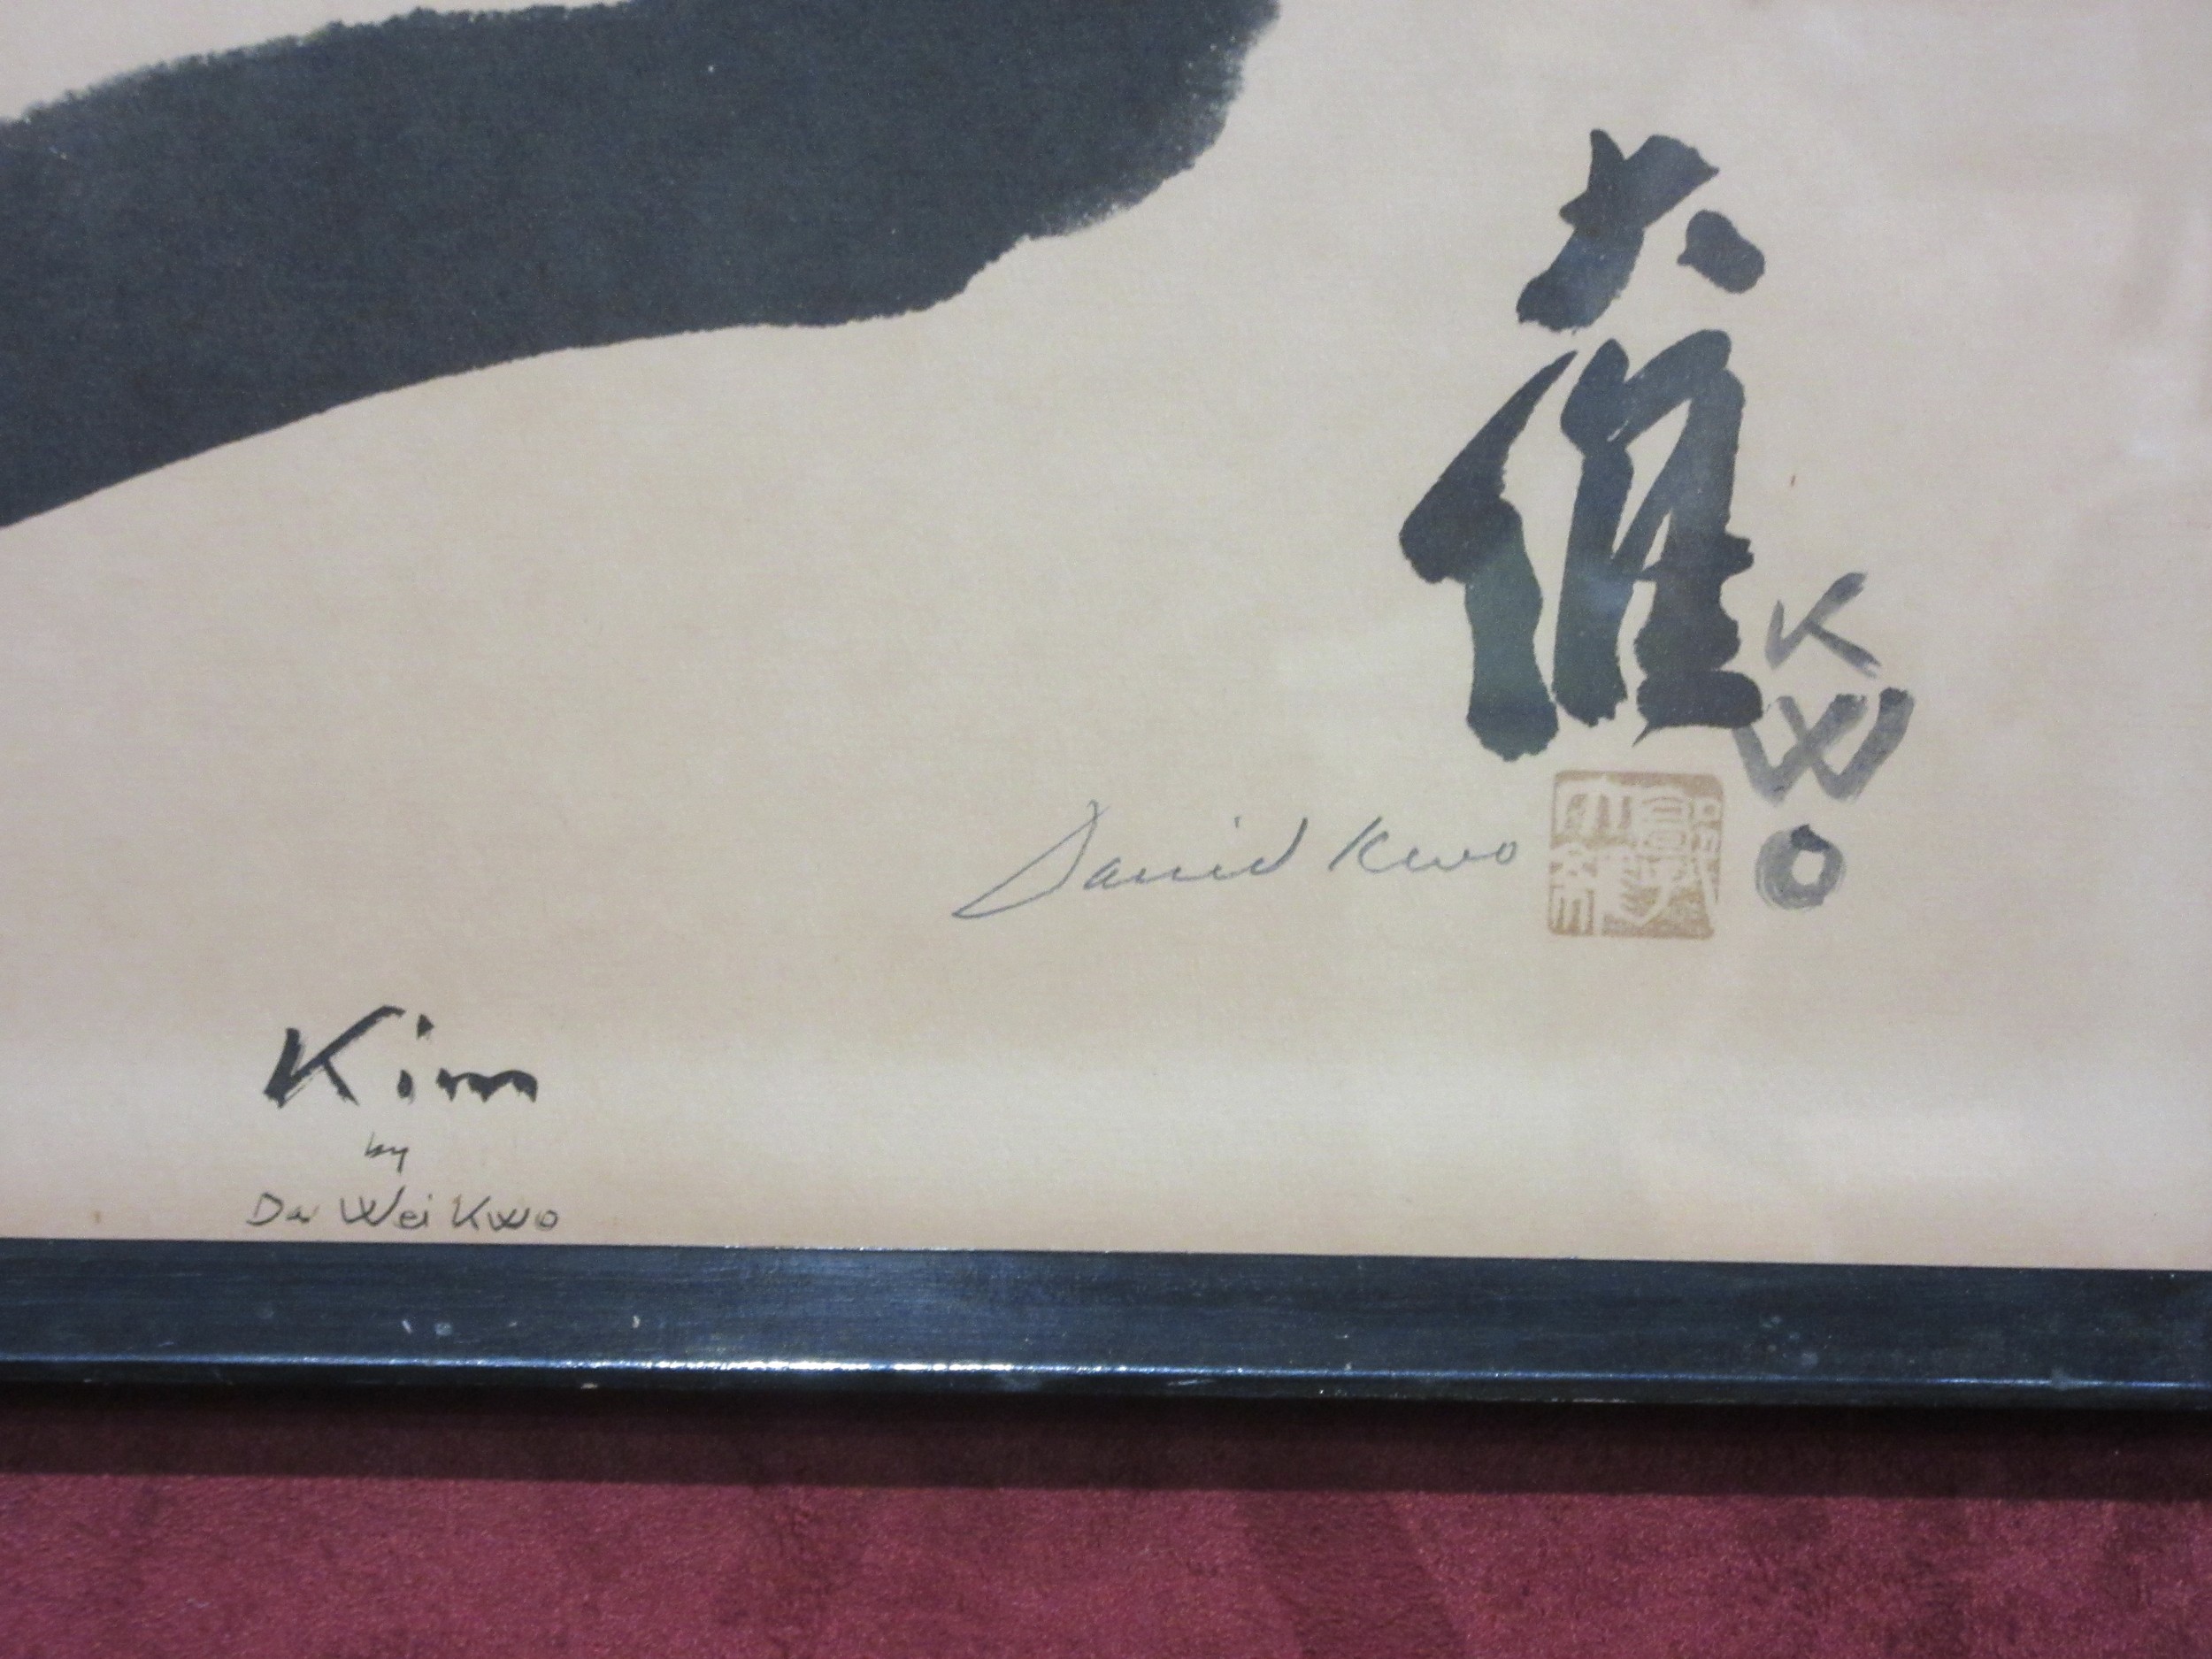 大維
KWO
David Kwo
Kim
by
Da Wei Kwo